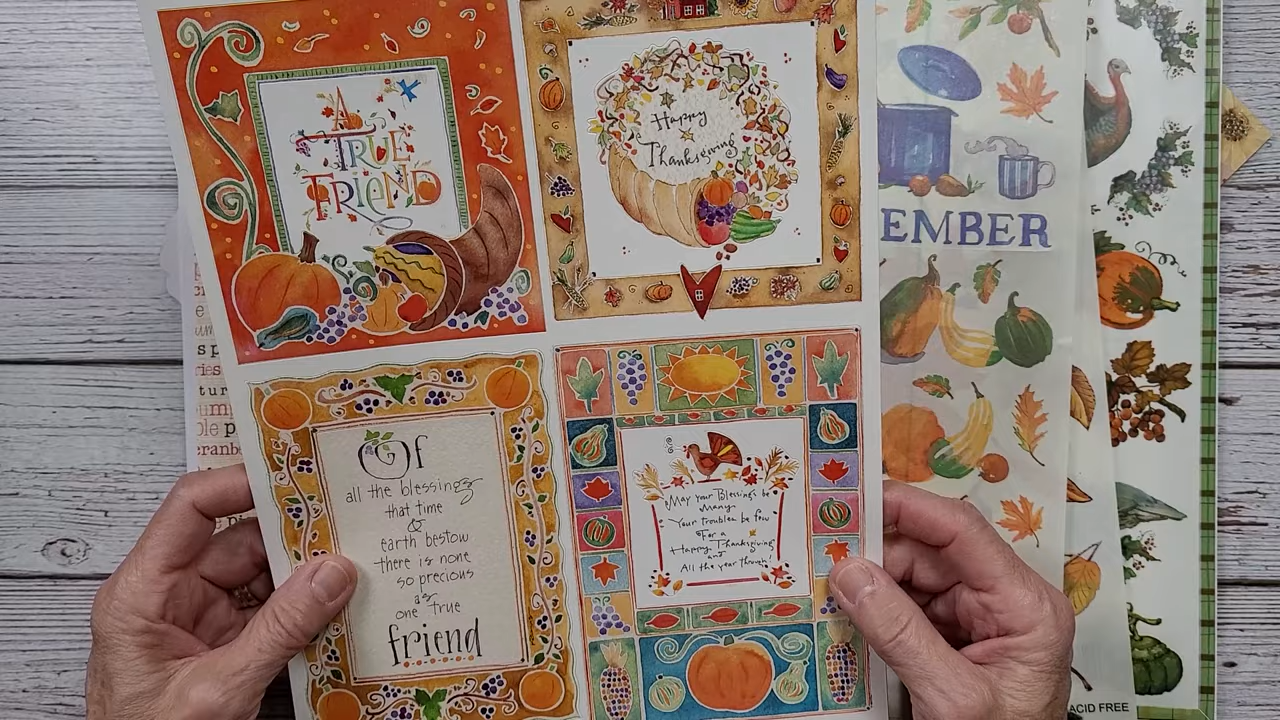 A
TRUE
FRIEND
Happy
Thanksgiving
EMBER
Of
all the blessings
that time
&
earth bestow
there is none
so precious
as
one true
friend
May your Blessings be
Many
Your troubles be few
For a
Happy Thanksgiving
and
All the year through
ACID FREE